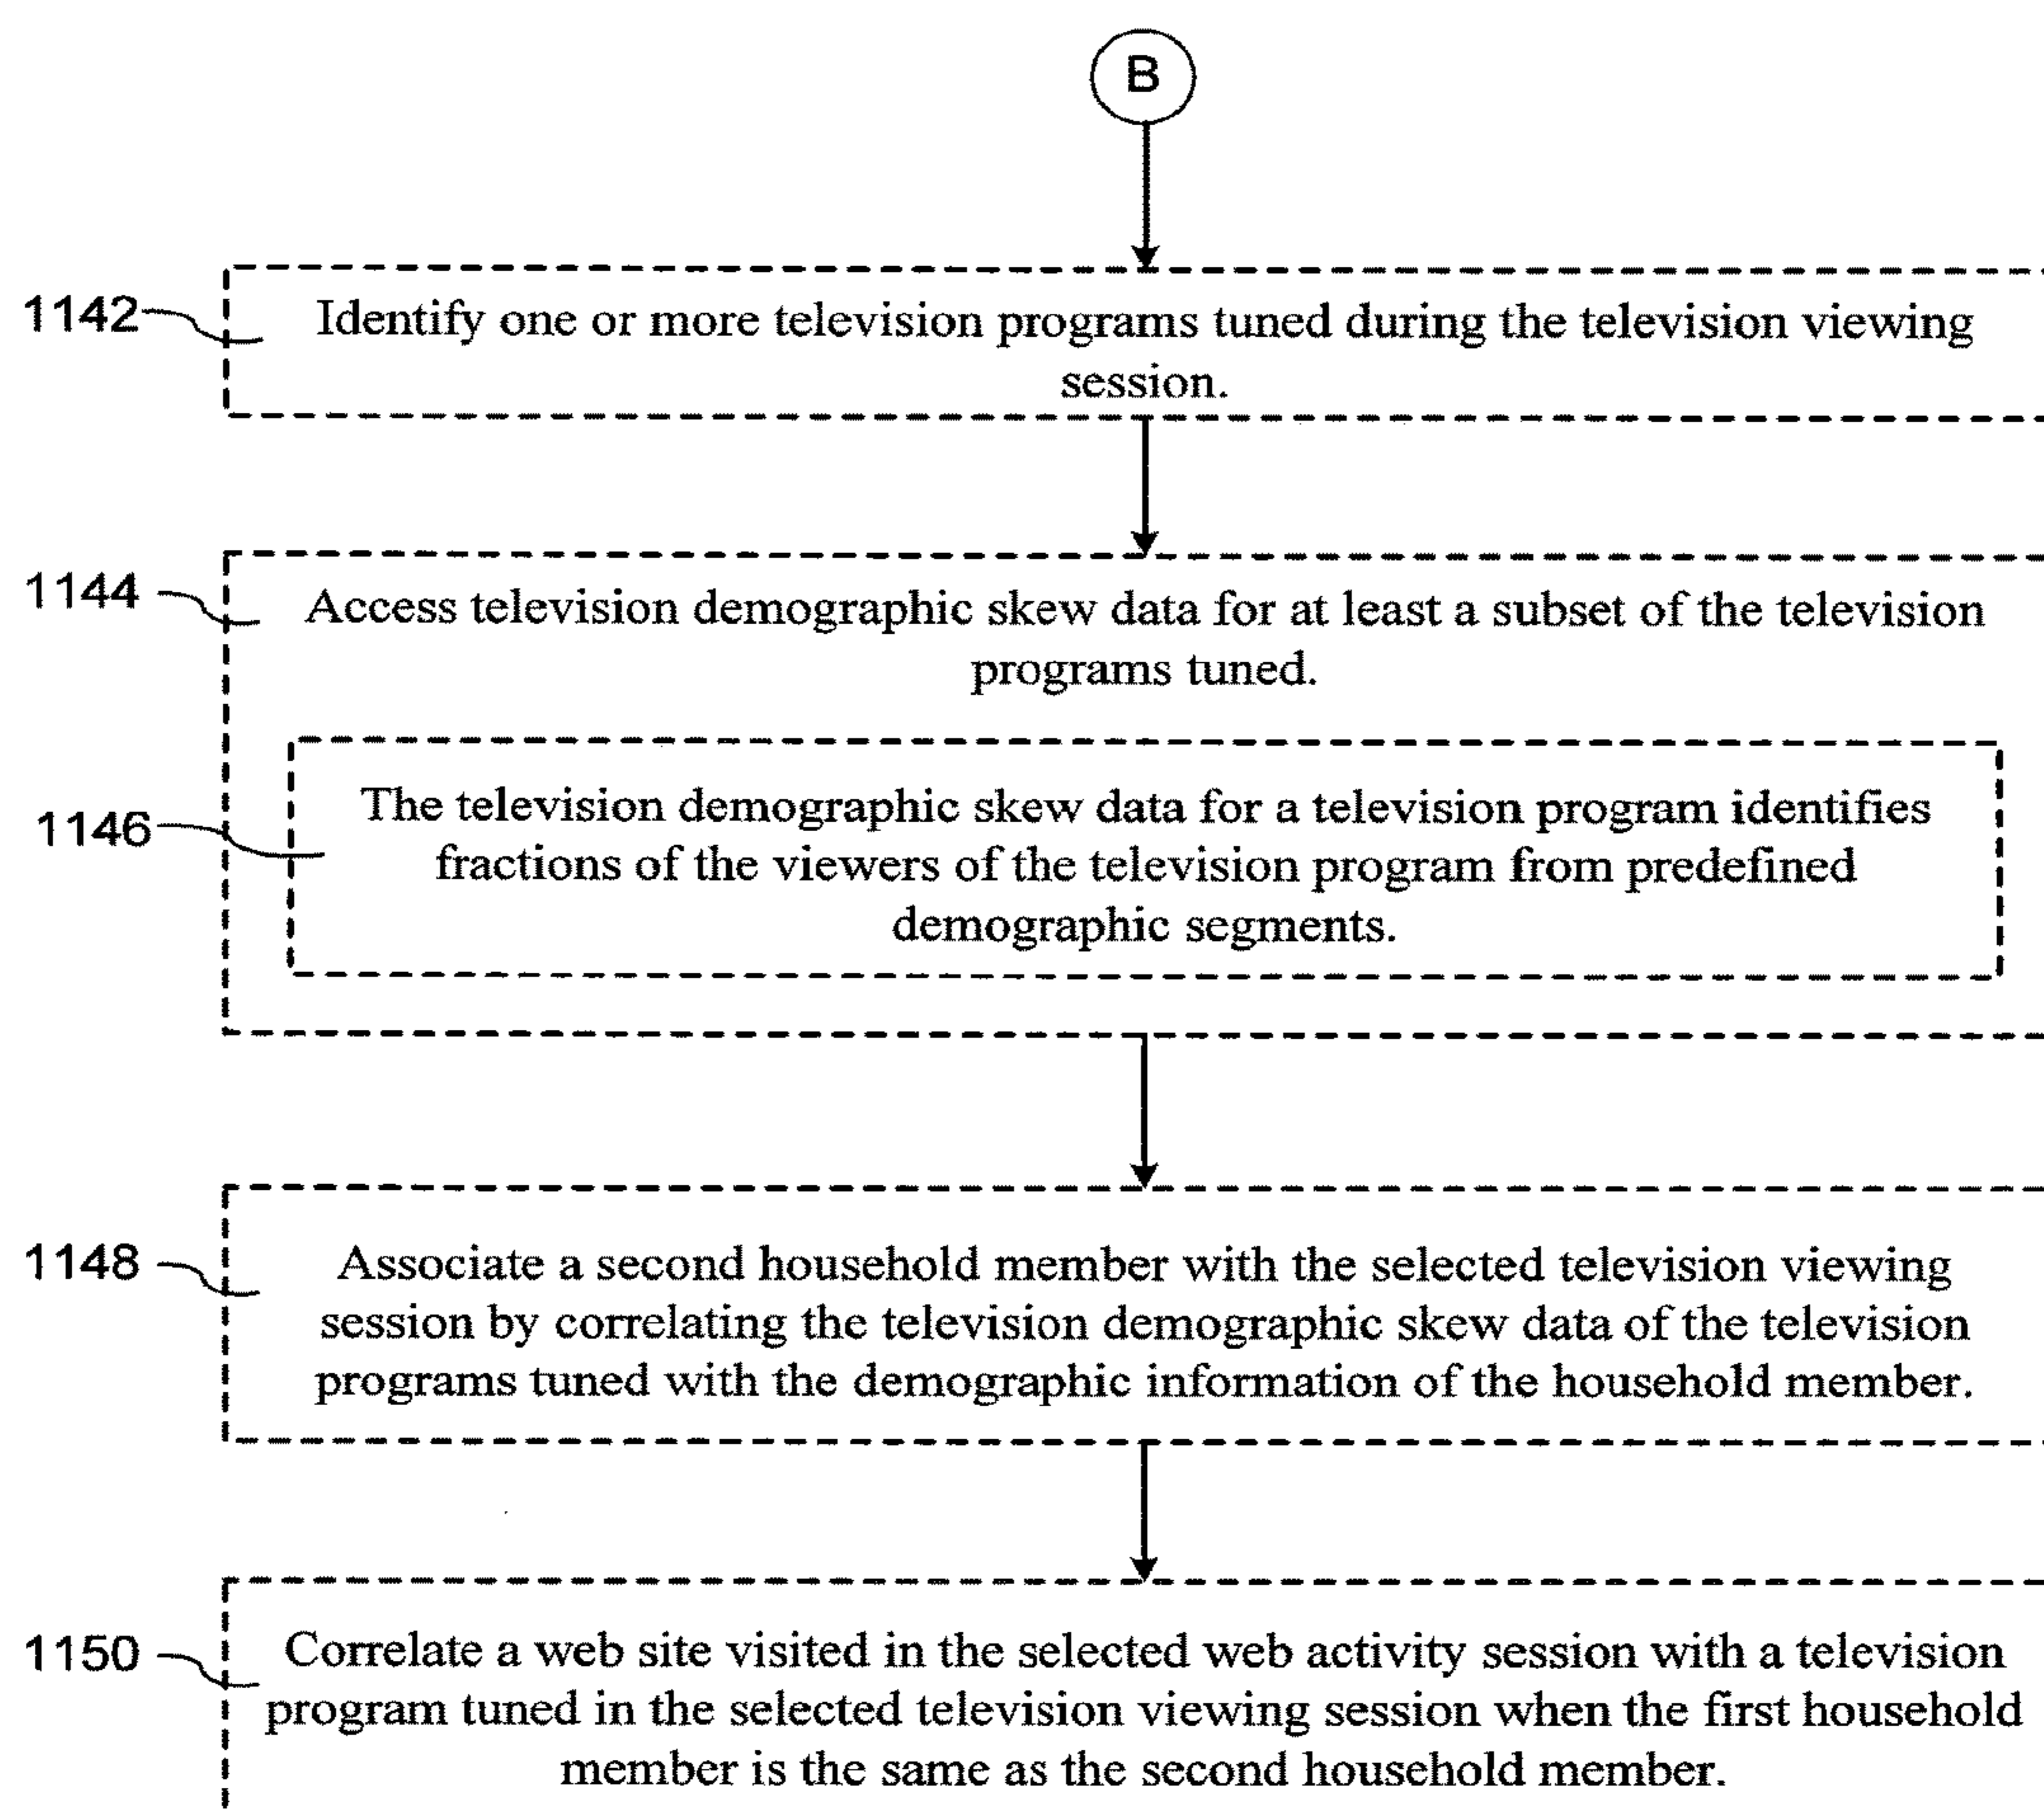 B
1142
Identify one or more television programs tuned during the television viewing
session.
1144
Access television demographic skew data for at least a subset of the television
programs tuned.
1146
The television demographic skew data for a television program identifies
fractions of the viewers of the television program from predefined
demographic segments.
1148
Associate a second household member with the selected television viewing
session by correlating the television demographic skew data of the television
programs tuned with the demographic information of the household member.
1150
Correlate a web site visited in the selected web activity session with a television
program tuned in the selected television viewing session when the first household
member is the same as the second household member.